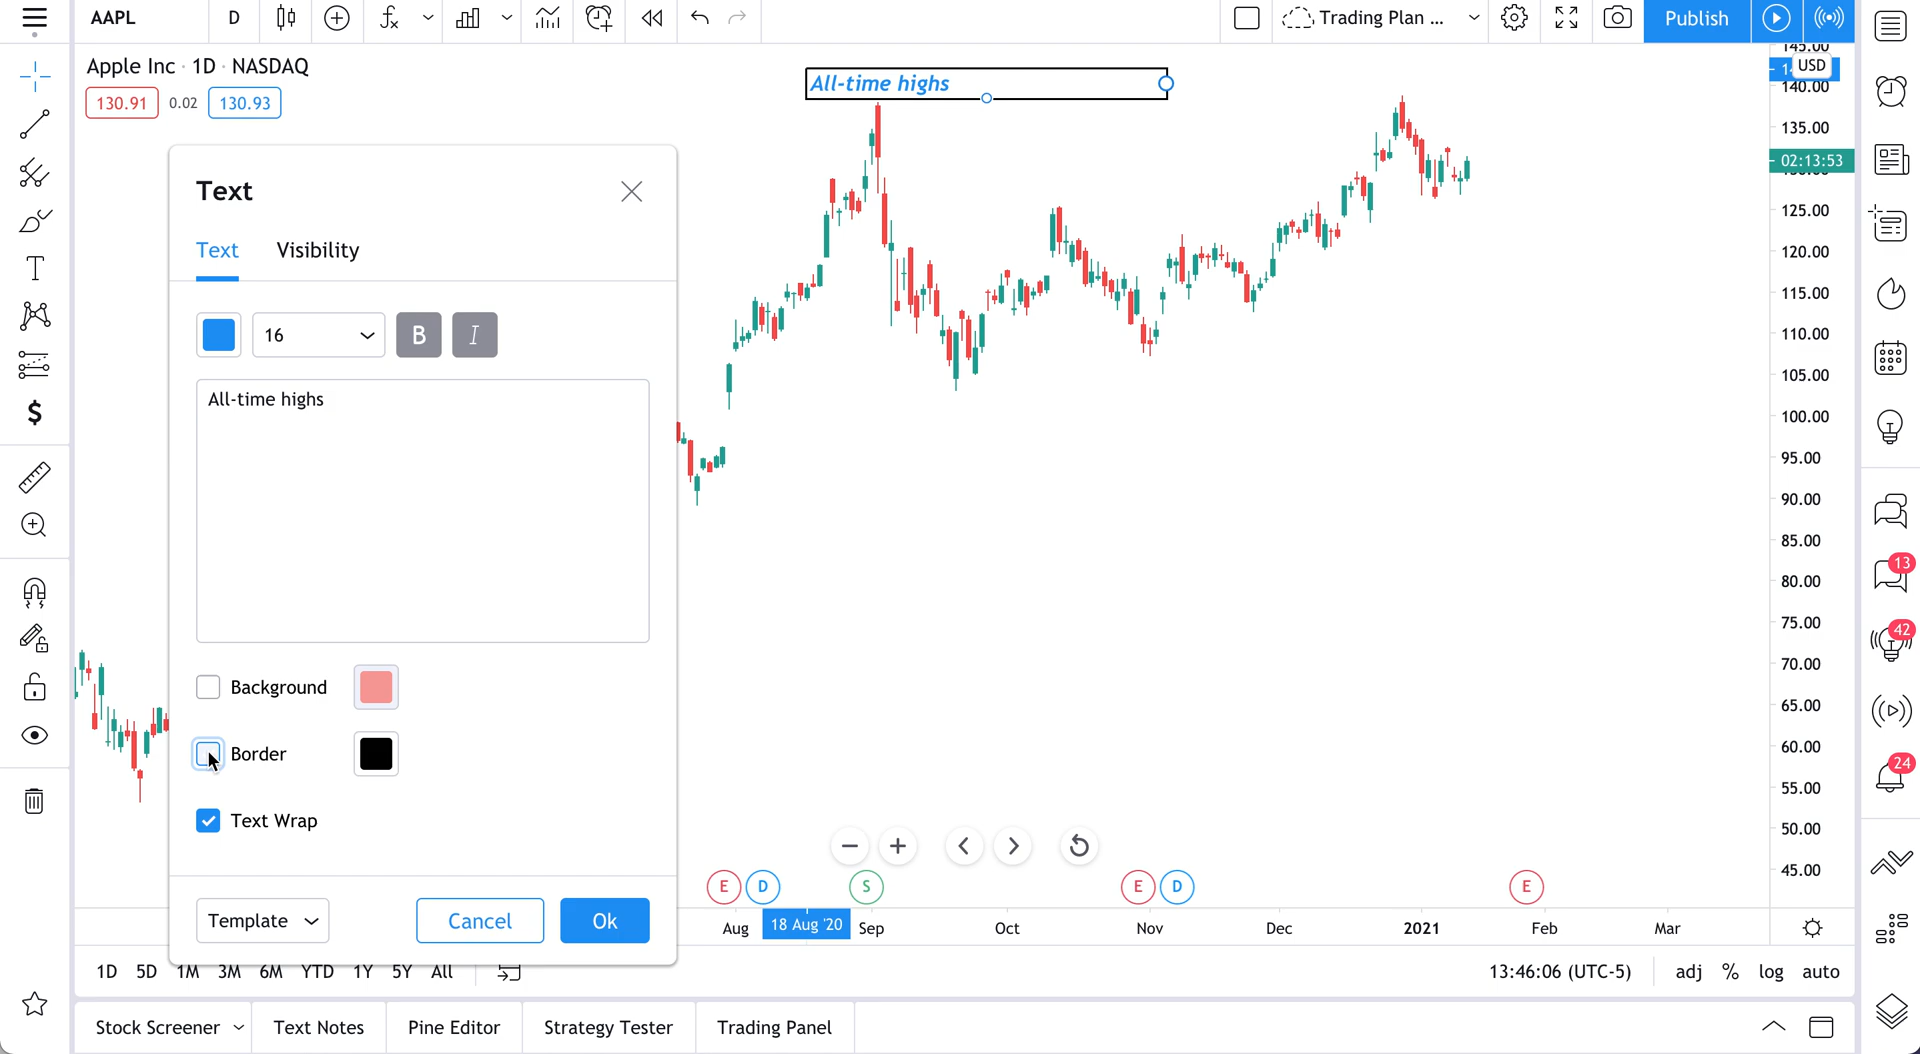 AAPL
D
Trading Plan ...
Publish
Apple Inc · 1D · NASDAQ
130.91 0.02 130.93
All-time highs
USD
145.00
140.00
135.00
02:13:53
125.00
120.00
115.00
110.00
105.00
100.00
95.00
90.00
85.00
80.00
75.00
70.00
65.00
60.00
55.00
50.00
45.00
Text
Text Visibility
16 B I
All-time highs
Background
Border
Text Wrap
Template Cancel Ok
E D S E D E
Aug 18 Aug '20 Sep Oct Nov Dec 2021 Feb Mar
1D 5D 1M 3M 6M YTD 1Y 5Y All
13:46:06 (UTC-5) adj % log auto
Stock Screener Text Notes Pine Editor Strategy Tester Trading Panel
13
42
24